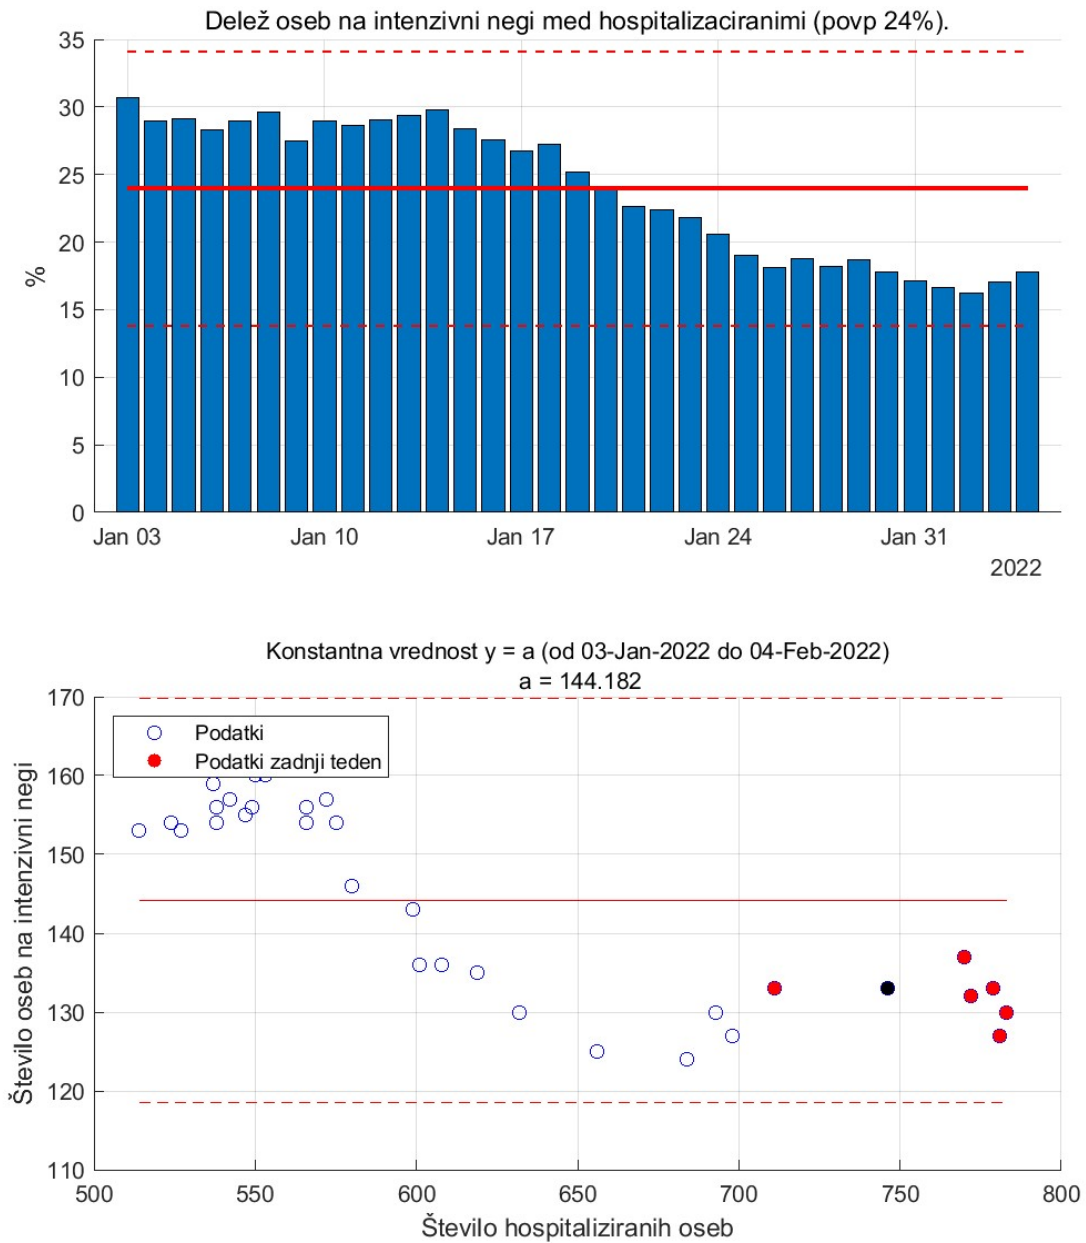 Delež oseb na intenzivni negi med hospitalizaciranimi (povp 24%).
35
30
25
20
15
10
5
0
%
Jan 03 Jan 10 Jan 17 Jan 24 Jan 31
2022
Konstantna vrednost y = a (od 03-Jan-2022 do 04-Feb-2022)
a = 144.182
170
160
150
140
130
120
110
Število oseb na intenzivni negi
Podatki
Podatki zadnji teden
500 550 600 650 700 750 800
Število hospitaliziranih oseb